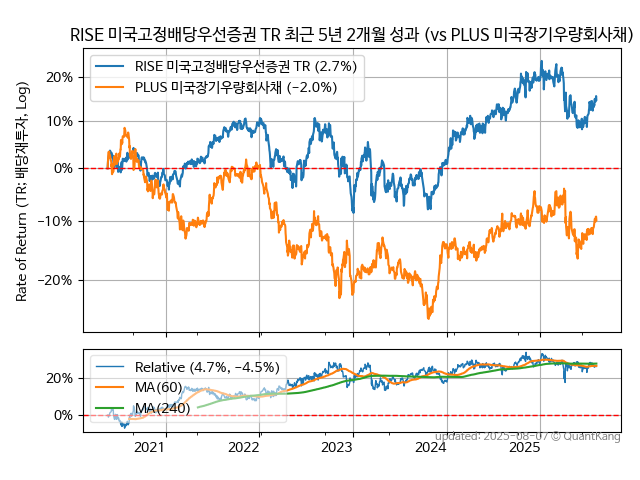 RISE 미국고정배당우선증권 TR 최근 5년 2개월 성과 (vs PLUS 미국장기우량회사채)
RISE 미국고정배당우선증권 TR (2.7%)
PLUS 미국장기우량회사채 (−2.0%)
20%
10%
0%
−10%
−20%
Rate of Return (TR: 배당재투자, Log)
Relative (4.7%, −4.5%)
MA(60)
MA(240)
20%
0%
2021 2022 2023 2024 2025
updated: 2025-08-07 © QuantKang